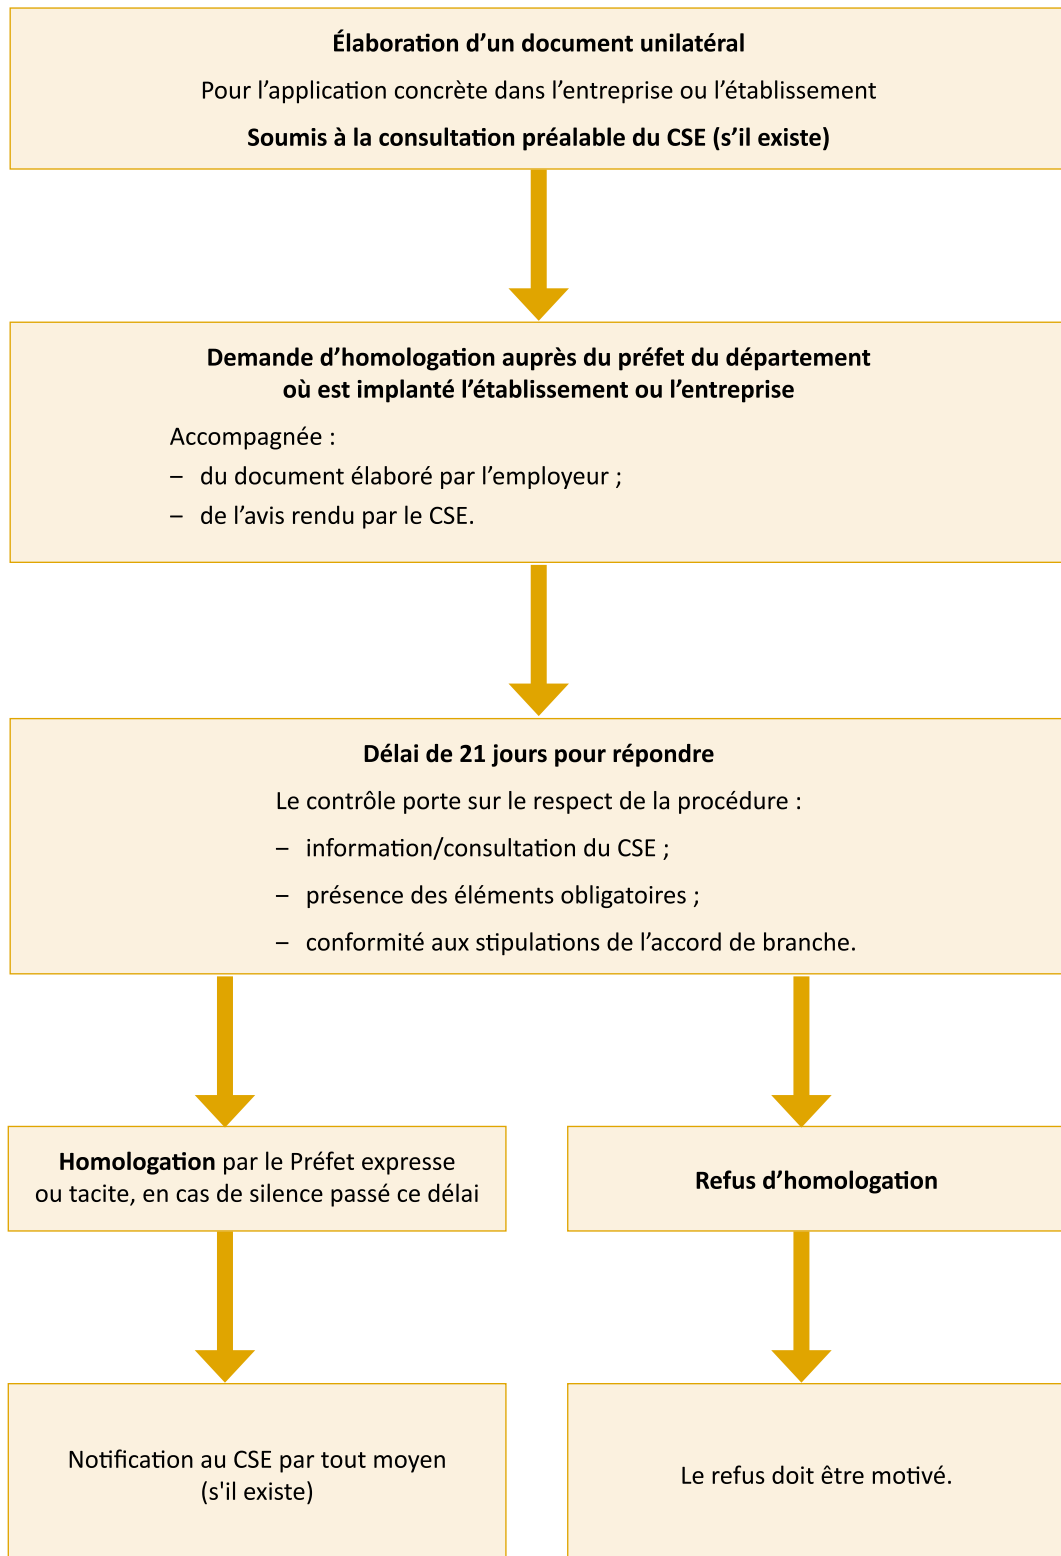 Élaboration d’un document unilatéral
Pour l’application concrète dans l’entreprise ou l’établissement
Soumis à la consultation préalable du CSE (s’il existe)
Demande d’homologation auprès du préfet du département
où est implanté l’établissement ou l’entreprise
Accompagnée :
– du document élaboré par l’employeur ;
– de l’avis rendu par le CSE.
Délai de 21 jours pour répondre
Le contrôle porte sur le respect de la procédure :
– information/consultation du CSE ;
– présence des éléments obligatoires ;
– conformité aux stipulations de l’accord de branche.
Homologation par le Préfet expresse
ou tacite, en cas de silence passé ce délai
Refus d’homologation
Notification au CSE par tout moyen
(s'il existe)
Le refus doit être motivé.